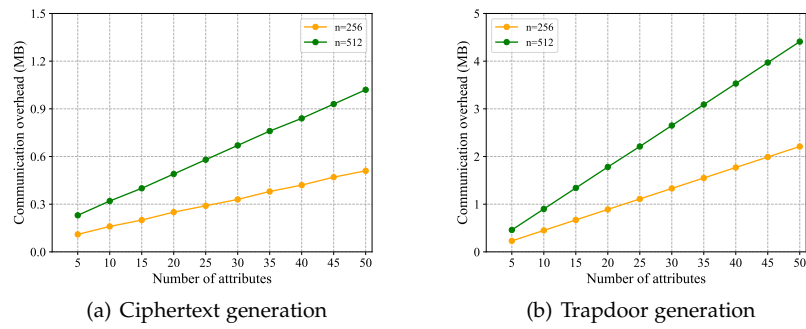 1.5
1.2
0.9
0.6
0.3
0.0
Communication overhead (MB)
n=256
n=512
5 10 15 20 25 30 35 40 45 50
Number of attributes
(a) Ciphertext generation
5
4
3
2
1
0
Communication overhead (MB)
n=256
n=512
5 10 15 20 25 30 35 40 45 50
Number of attributes
(b) Trapdoor generation